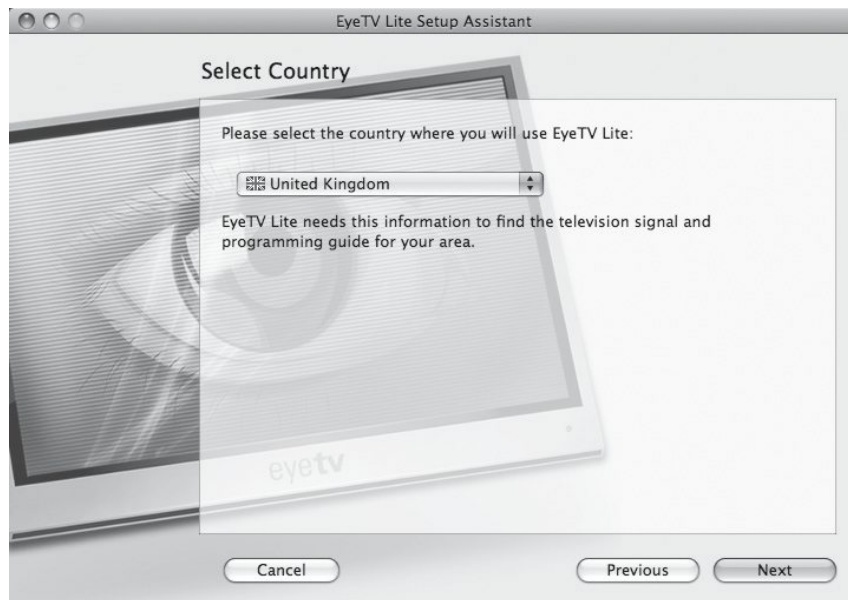 EyeTV Lite Setup Assistant
Select Country
Please select the country where you will use EyeTV Lite:
United Kingdom
EyeTV Lite needs this information to find the television signal and
programming guide for your area.
eyetv
Cancel
Previous
Next